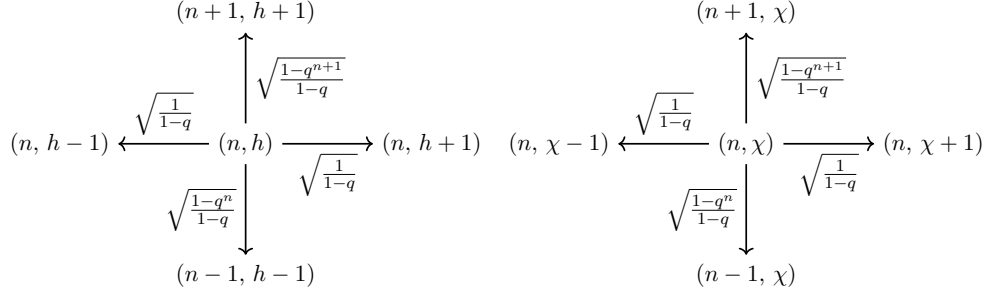 (n + 1, h + 1) (n + 1, χ)
√((1−q^{n+1})/(1−q)) √((1−q^{n+1})/(1−q))
√(1/(1−q)) √(1/(1−q))
(n, h − 1) (n, h) (n, h + 1) (n, χ − 1) (n, χ) (n, χ + 1)
√(1/(1−q)) √(1/(1−q))
√((1−q^n)/(1−q)) √((1−q^n)/(1−q))
(n − 1, h − 1) (n − 1, χ)